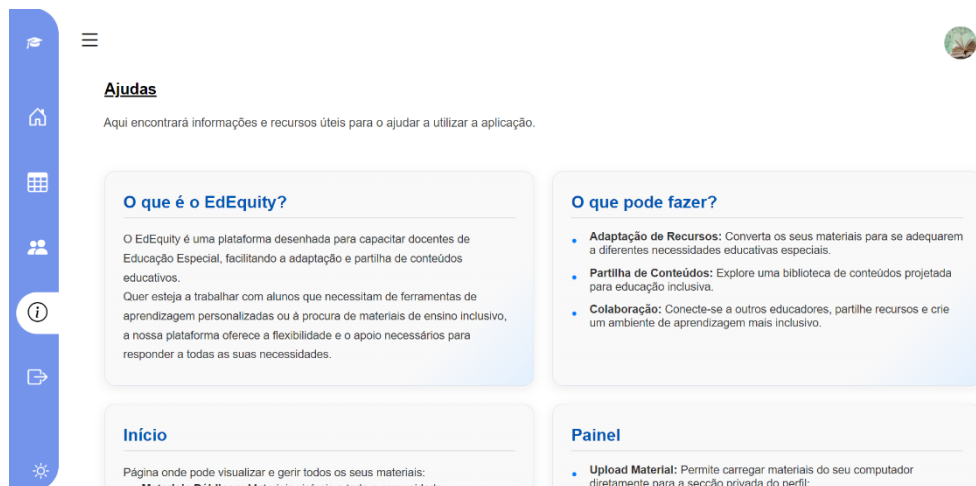 Ajudas
Aqui encontrará informações e recursos úteis para o ajudar a utilizar a aplicação.
O que é o EdEquity?
O EdEquity é uma plataforma desenhada para capacitar docentes de
Educação Especial, facilitando a adaptação e partilha de conteúdos
educativos.
Quer esteja a trabalhar com alunos que necessitam de ferramentas de
aprendizagem personalizadas ou à procura de materiais de ensino inclusivo,
a nossa plataforma oferece a flexibilidade e o apoio necessários para
responder a todas as suas necessidades.
O que pode fazer?
Adaptação de Recursos: Converta os seus materiais para se adequarem
a diferentes necessidades educativas especiais.
Partilha de Conteúdos: Explore uma biblioteca de conteúdos projetada
para educação inclusiva.
Colaboração: Conecte-se a outros educadores, partilhe recursos e crie
um ambiente de aprendizagem mais inclusivo.
Início
Página onde pode visualizar e gerir todos os seus materiais:
Painel
Upload Material: Permite carregar materiais do seu computador
diretamente para a secção privada do perfil;